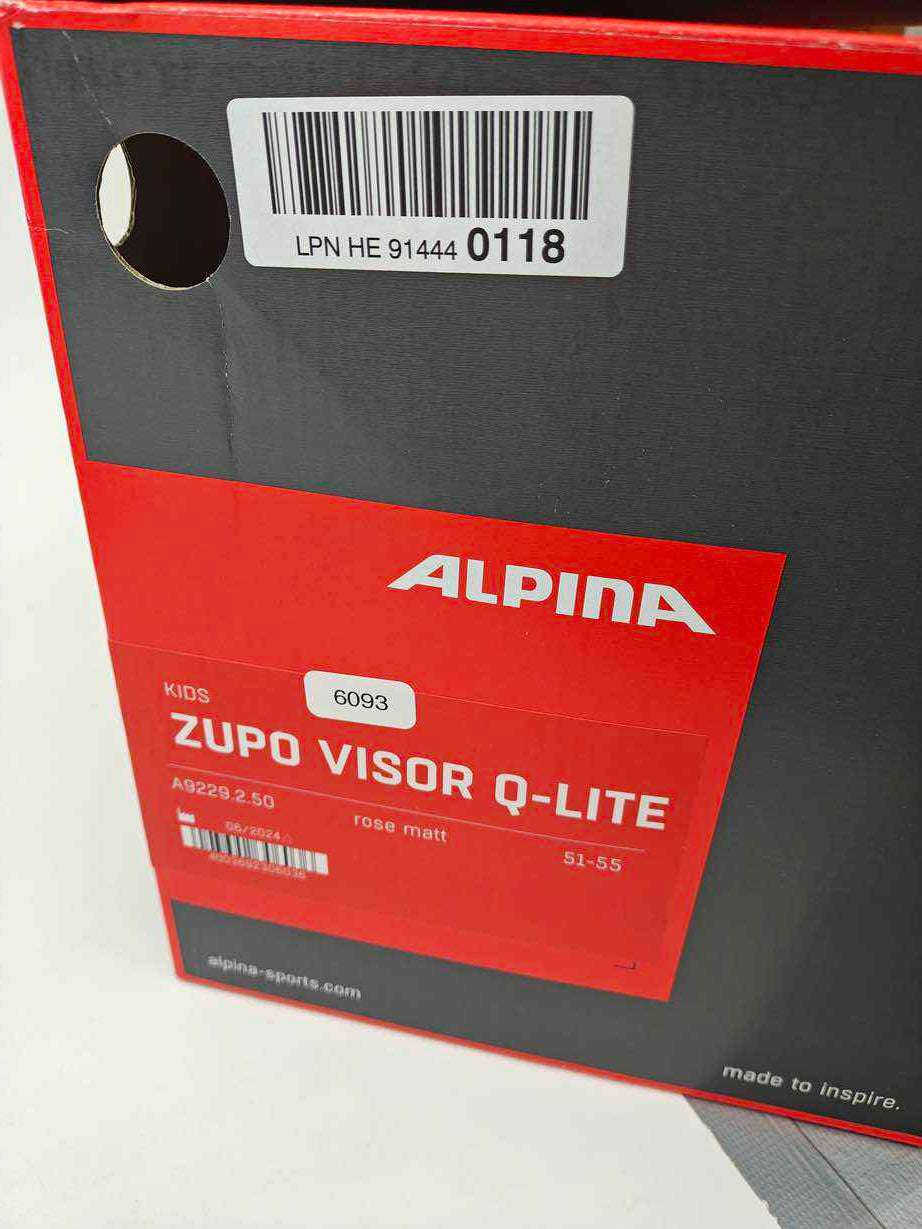 LPN HE 91444 0118
ALPINA
KIDS
6093
ZUPO VISOR Q-LITE
A9229.2.50
rose matt
51-55
06/2024
4003692306036
alpina-sports.com
made to inspire.